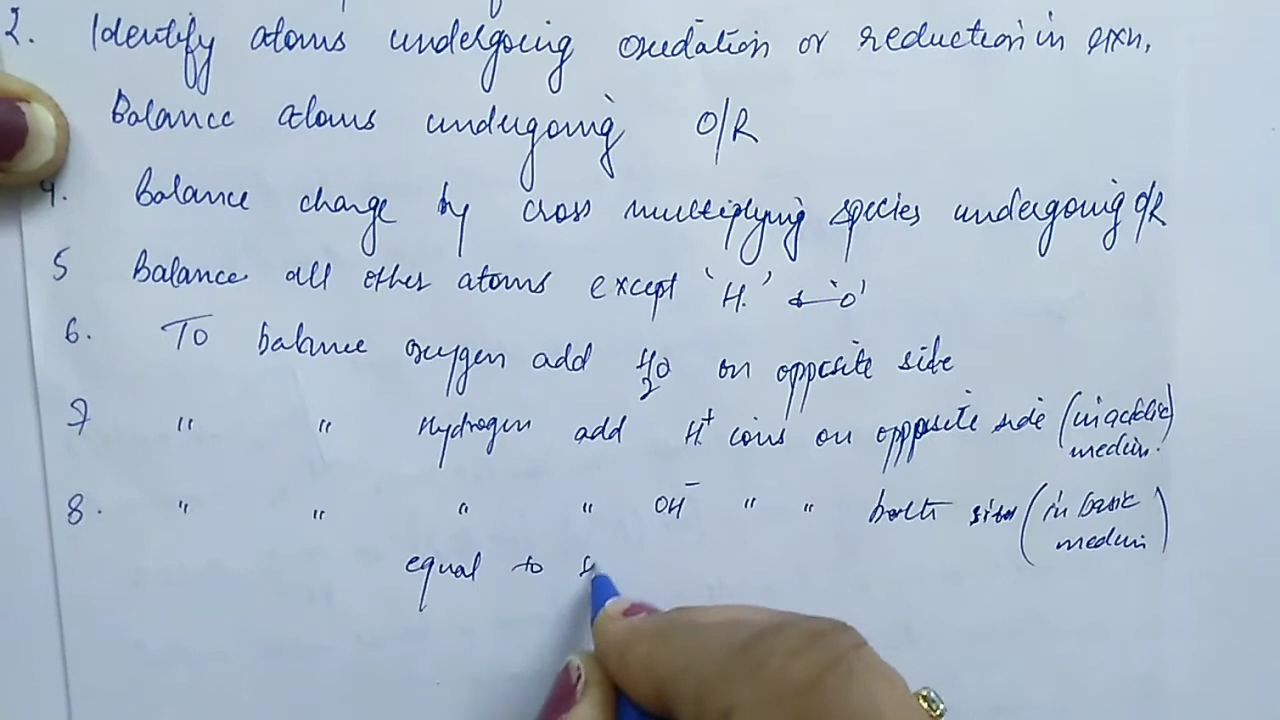 2. Identify atoms undergoing oxidation or reduction in rxn.
Balance atoms undergoing O/R
4. Balance charge by cross multiplying species undergoing O/R
5 Balance all other atoms except 'H' & 'O'
6. To balance oxygen add H2O on opposite side
7 " " Hydrogen add H+ ions on opposite side (in acidic medium.)
8. " " " " OH- " " both sides (in basic medium)
equal to